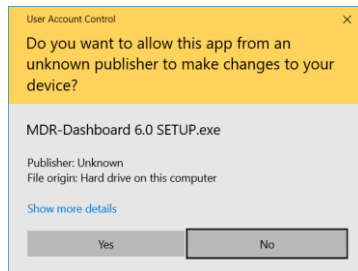 User Account Control
Do you want to allow this app from an
unknown publisher to make changes to your
device?
MDR-Dashboard 6.0 SETUP.exe
Publisher: Unknown
File origin: Hard drive on this computer
Show more details
Yes
No